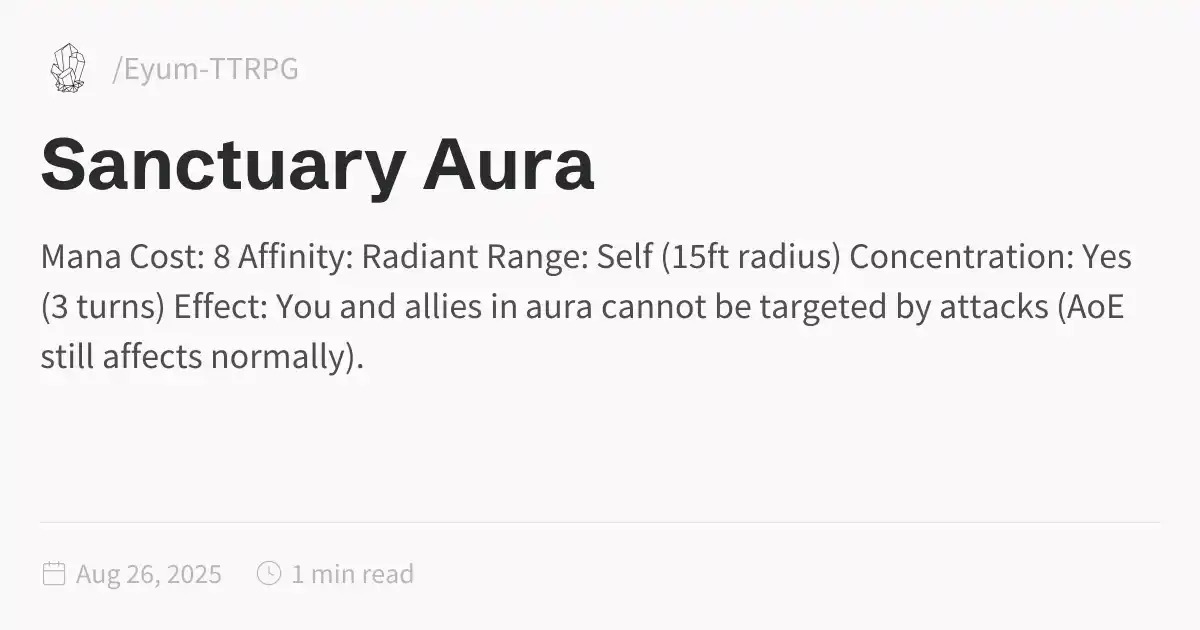 /Eyum-TTRPG
Sanctuary Aura
Mana Cost: 8 Affinity: Radiant Range: Self (15ft radius) Concentration: Yes
(3 turns) Effect: You and allies in aura cannot be targeted by attacks (AoE
still affects normally).
Aug 26, 2025 1 min read